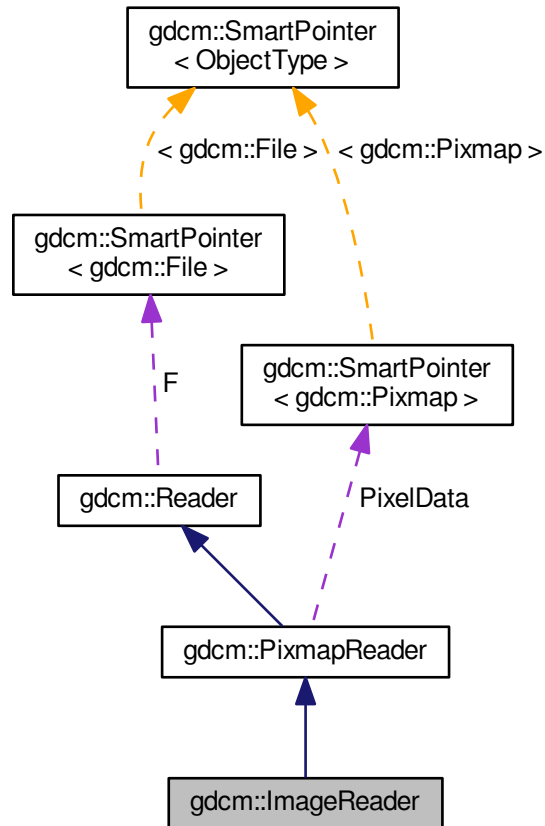 gdcm::SmartPointer
< ObjectType >
< gdcm::File >
< gdcm::Pixmap >
gdcm::SmartPointer
< gdcm::File >
gdcm::SmartPointer
< gdcm::Pixmap >
F
gdcm::Reader
PixelData
gdcm::PixmapReader
gdcm::ImageReader